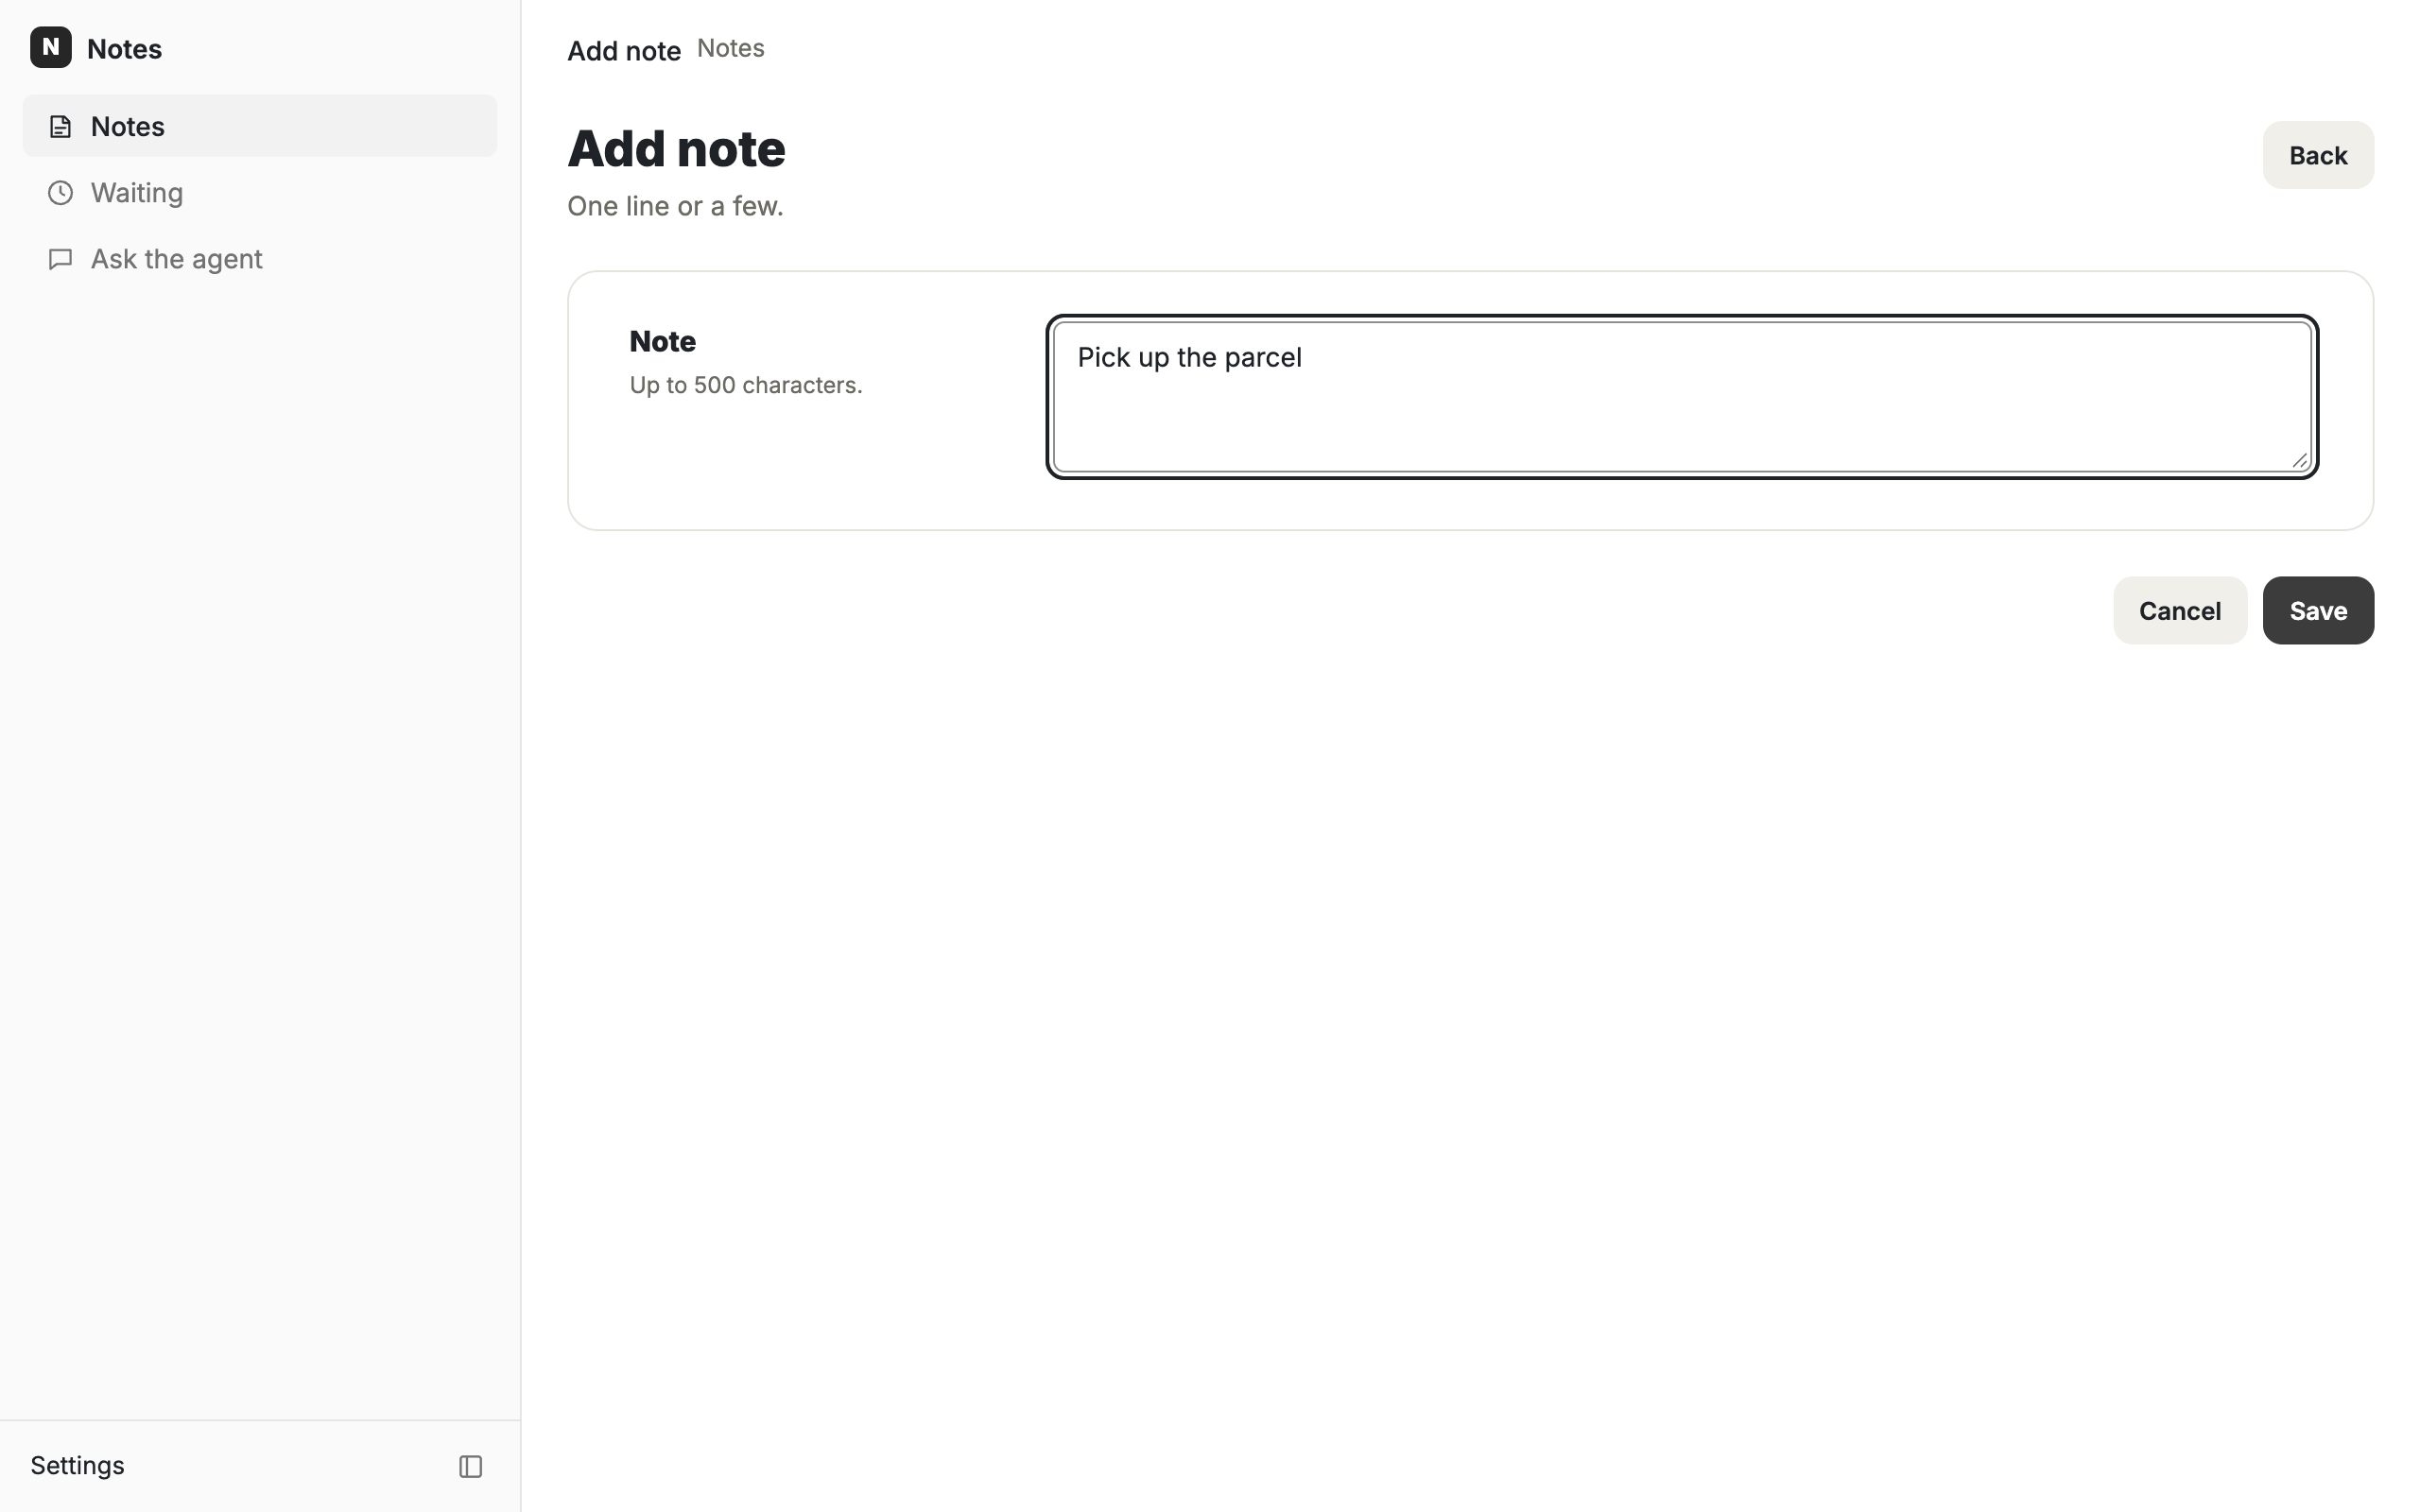 N Notes
Notes
Waiting
Ask the agent
Settings
Add note Notes
Add note
Back
One line or a few.
Note
Up to 500 characters.
Pick up the parcel
Cancel
Save